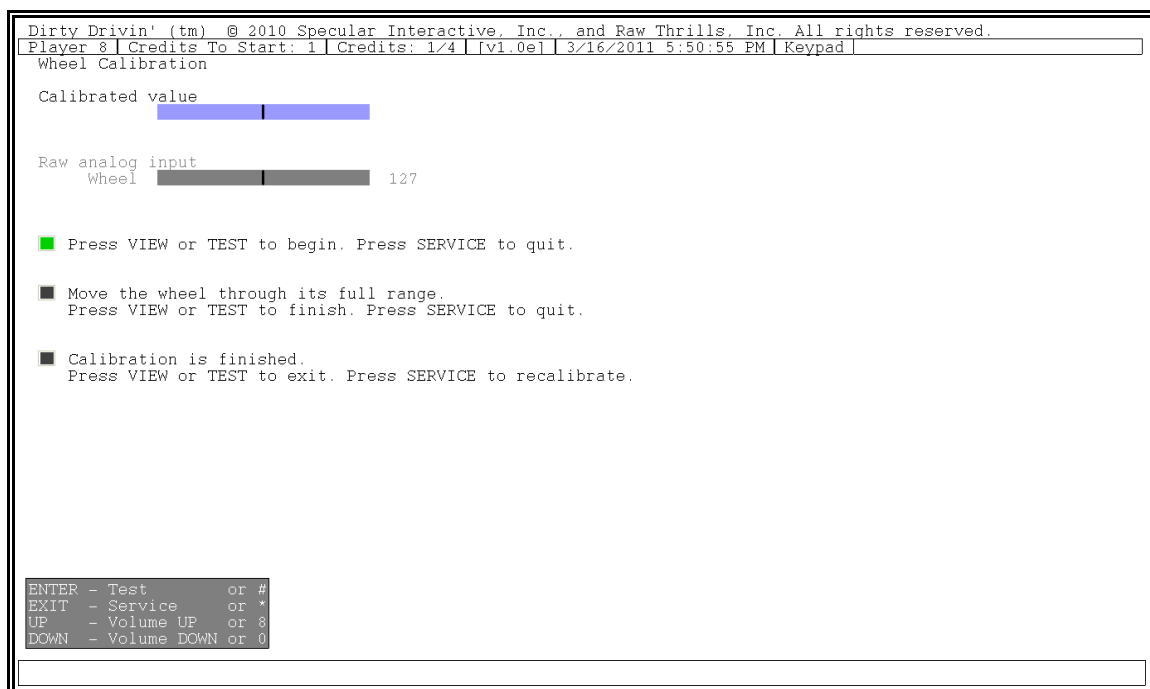 Dirty Drivin' (tm) © 2010 Specular Interactive, Inc., and Raw Thrills, Inc. All rights reserved.
Player 8 | Credits To Start: 1 | Credits: 1/4 | [v1.0e] | 3/16/2011 5:50:55 PM | Keypad |
Wheel Calibration
Calibrated value
Raw analog input
Wheel 127
Press VIEW or TEST to begin. Press SERVICE to quit.
Move the wheel through its full range.
Press VIEW or TEST to finish. Press SERVICE to quit.
Calibration is finished.
Press VIEW or TEST to exit. Press SERVICE to recalibrate.
ENTER - Test or #
EXIT - Service or *
UP - Volume UP or 8
DOWN - Volume DOWN or 0